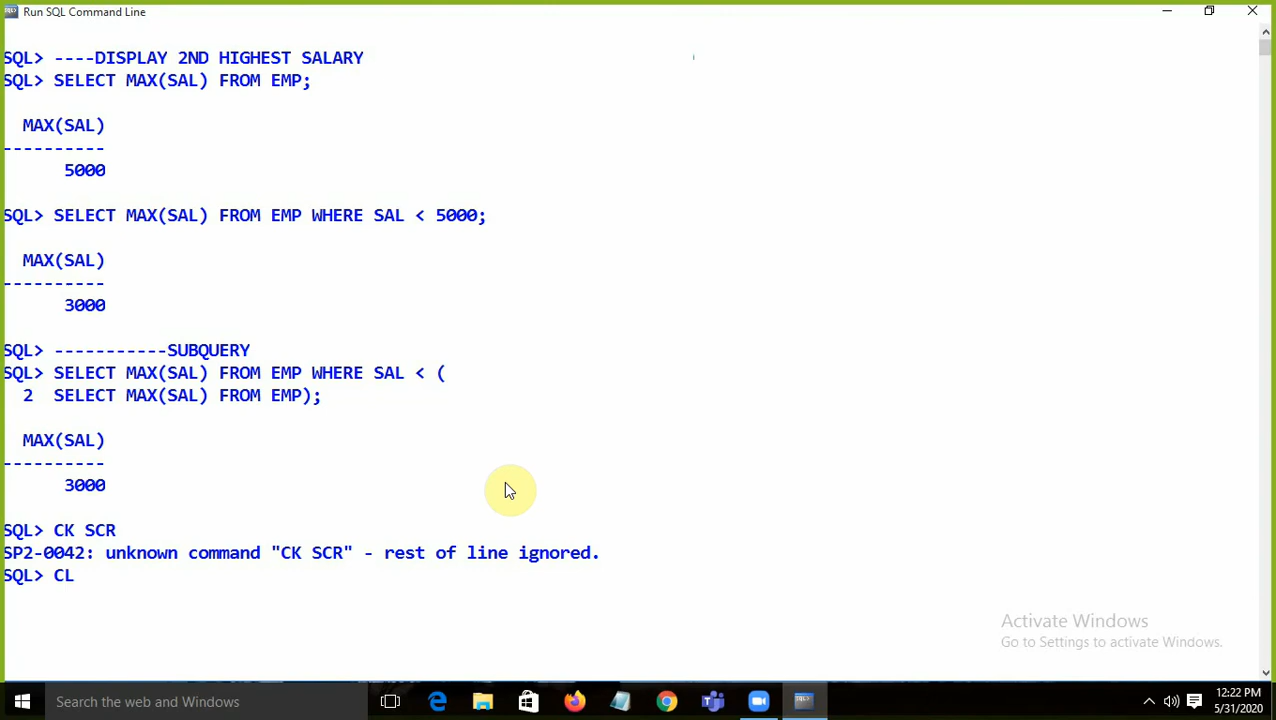 Run SQL Command Line
SQL> ----DISPLAY 2ND HIGHEST SALARY
SQL> SELECT MAX(SAL) FROM EMP;
MAX(SAL)
----------
5000
SQL> SELECT MAX(SAL) FROM EMP WHERE SAL < 5000;
MAX(SAL)
----------
3000
SQL> -----------SUBQUERY
SQL> SELECT MAX(SAL) FROM EMP WHERE SAL < (
2 SELECT MAX(SAL) FROM EMP);
MAX(SAL)
----------
3000
SQL> CK SCR
SP2-0042: unknown command "CK SCR" - rest of line ignored.
SQL> CL
Activate Windows
Go to Settings to activate Windows.
Search the web and Windows
12:22 PM
5/31/2020